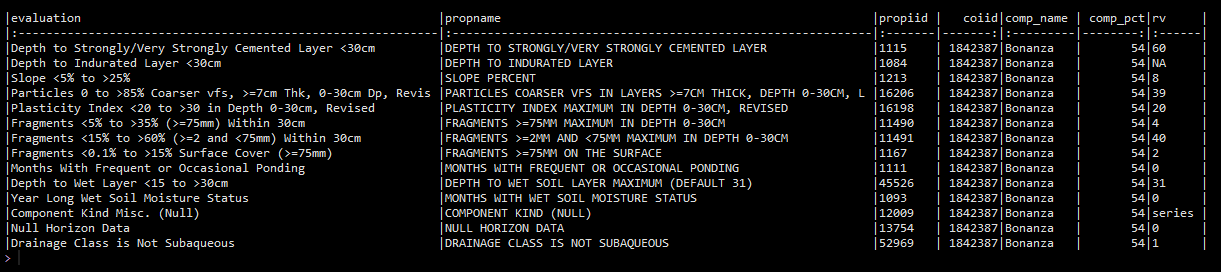 |evaluation |propname |propiid | coiid|comp_name | comp_pct|rv |
|:-------------------------------------------------------|:-------------------------------------------------------|:-------|-------:|:---------|--------:|:------|
|Depth to Strongly/Very Strongly Cemented Layer <30cm |DEPTH TO STRONGLY/VERY STRONGLY CEMENTED LAYER |1115 | 1842387|Bonanza | 54|60 |
|Depth to Indurated Layer <30cm |DEPTH TO INDURATED LAYER |1084 | 1842387|Bonanza | 54|NA |
|Slope <5% to >25% |SLOPE PERCENT |1213 | 1842387|Bonanza | 54|8 |
|Particles 0 to >85% Coarser vfs, >=7cm Thk, 0-30cm Dp, Revis |PARTICLES COARSER VFS IN LAYERS >=7CM THICK, DEPTH 0-30CM, L |16206 | 1842387|Bonanza | 54|39 |
|Plasticity Index <20 to >30 in Depth 0-30cm, Revised |PLASTICITY INDEX MAXIMUM IN DEPTH 0-30CM, REVISED |16198 | 1842387|Bonanza | 54|20 |
|Fragments <5% to >35% (>=75mm) Within 30cm |FRAGMENTS >=75MM MAXIMUM IN DEPTH 0-30CM |11490 | 1842387|Bonanza | 54|4 |
|Fragments <15% to >60% (>=2 and <75mm) Within 30cm |FRAGMENTS >=2MM AND <75MM MAXIMUM IN DEPTH 0-30CM |11491 | 1842387|Bonanza | 54|40 |
|Fragments <0.1% to >15% Surface Cover (>=75mm) |FRAGMENTS >=75MM ON THE SURFACE |1167 | 1842387|Bonanza | 54|2 |
|Months With Frequent or Occasional Ponding |MONTHS WITH FREQUENT OR OCCASIONAL PONDING |1111 | 1842387|Bonanza | 54|0 |
|Depth to Wet Layer <15 to >30cm |DEPTH TO WET SOIL LAYER MAXIMUM (DEFAULT 31) |45526 | 1842387|Bonanza | 54|31 |
|Year Long Wet Soil Moisture Status |MONTHS WITH WET SOIL MOISTURE STATUS |1093 | 1842387|Bonanza | 54|0 |
|Component Kind Misc. (Null) |COMPONENT KIND (NULL) |12009 | 1842387|Bonanza | 54|series |
|Null Horizon Data |NULL HORIZON DATA |13754 | 1842387|Bonanza | 54|0 |
|Drainage Class is Not Subaqueous |DRAINAGE CLASS IS NOT SUBAQUEOUS |52969 | 1842387|Bonanza | 54|1 |
>